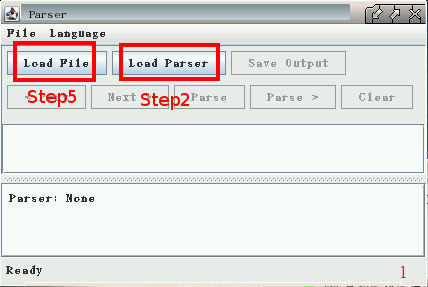 Parser
File Language
Load File Load Parser Save Output
Step5 Next Step2 Parse Parse > Clear
Parser: None
Ready 1